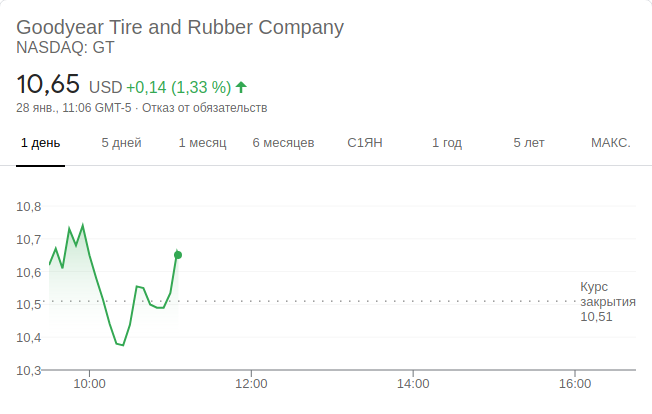 Goodyear Tire and Rubber Company
NASDAQ: GT
10,65 USD +0,14 (1,33 %)
28 янв., 11:06 GMT-5 · Отказ от обязательств
1 день 5 дней 1 месяц 6 месяцев С1ЯН 1 год 5 лет МАКС.
10,8
10,7
10,6
10,5
10,4
10,3
Курс
закрытия
10,51
10:00 12:00 14:00 16:00